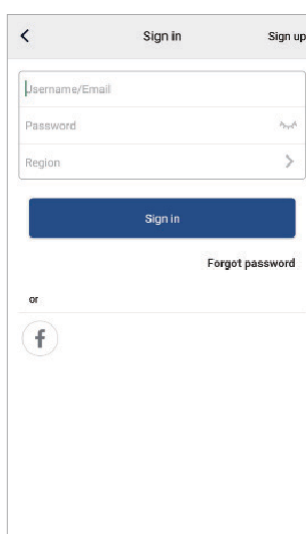 Sign in Sign up
Username/Email
Password
Region
Sign in
Forgot password
or